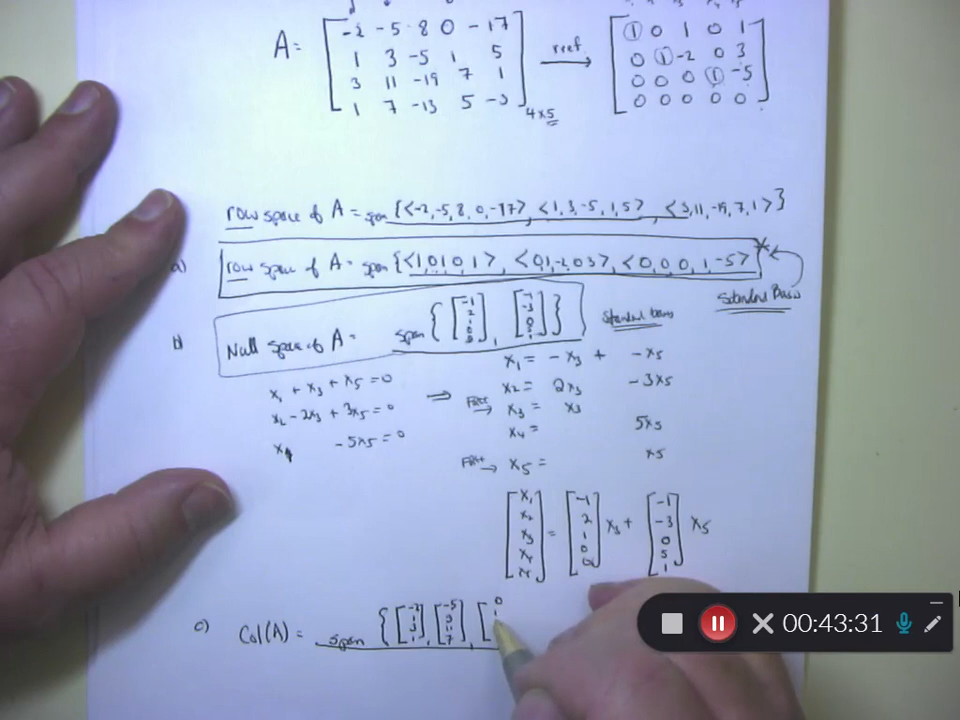 A = [ -2 -5 8 0 -17
1 3 -5 1 5
3 11 -19 7 1
1 7 -13 5 -3 ] 4×5
rref →
[ 1 0 1 0 1
0 1 -2 0 3
0 0 0 1 -5
0 0 0 0 0 ]
row space of A = span {<-2,-5,8,0,-17>, <1,3,-5,1,5>, <3,11,-19,7,1>}
a) row space of A = span {<1,0,1,0,1>, <0,1,-2,0,3>, <0,0,0,1,-5>} *
Standard Basis
b) Null space of A = span { [ -1 2 1 0 0 ], [ -1 -3 0 5 1 ] } Standard basis
x1 + x3 + x5 = 0 ⇒ x1 = -x3 + -x5
x2 - 2x3 + 3x5 = 0 x2 = 2x3 - 3x5
Free → x3 = x3
x4 - 5x5 = 0 x4 = 5x5
Free → x5 = x5
[ x1 x2 x3 x4 x5 ] = [ -1 2 1 0 0 ] x3 + [ -1 -3 0 5 1 ] x5
c) Col(A) = span { [ -2 1 3 1 ], [ -5 3 11 7 ], [ 0 1
00:43:31